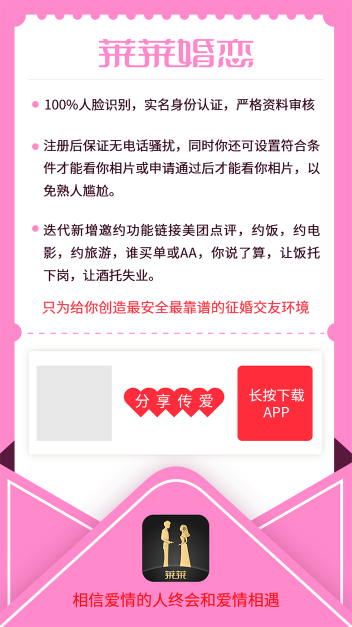 莱莱婚恋
100%人脸识别，实名身份认证，严格资料审核
注册后保证无电话骚扰，同时你还可设置符合条
件才能看你相片或申请通过后才能看你相片，以
免熟人尴尬。
迭代新增邀约功能链接美团点评，约饭，约电
影，约旅游，谁买单或AA，你说了算，让饭托
下岗，让酒托失业。
只为给你创造最安全最靠谱的征婚交友环境
分享传爱
长按下载
APP
莱莱
相信爱情的人终会和爱情相遇